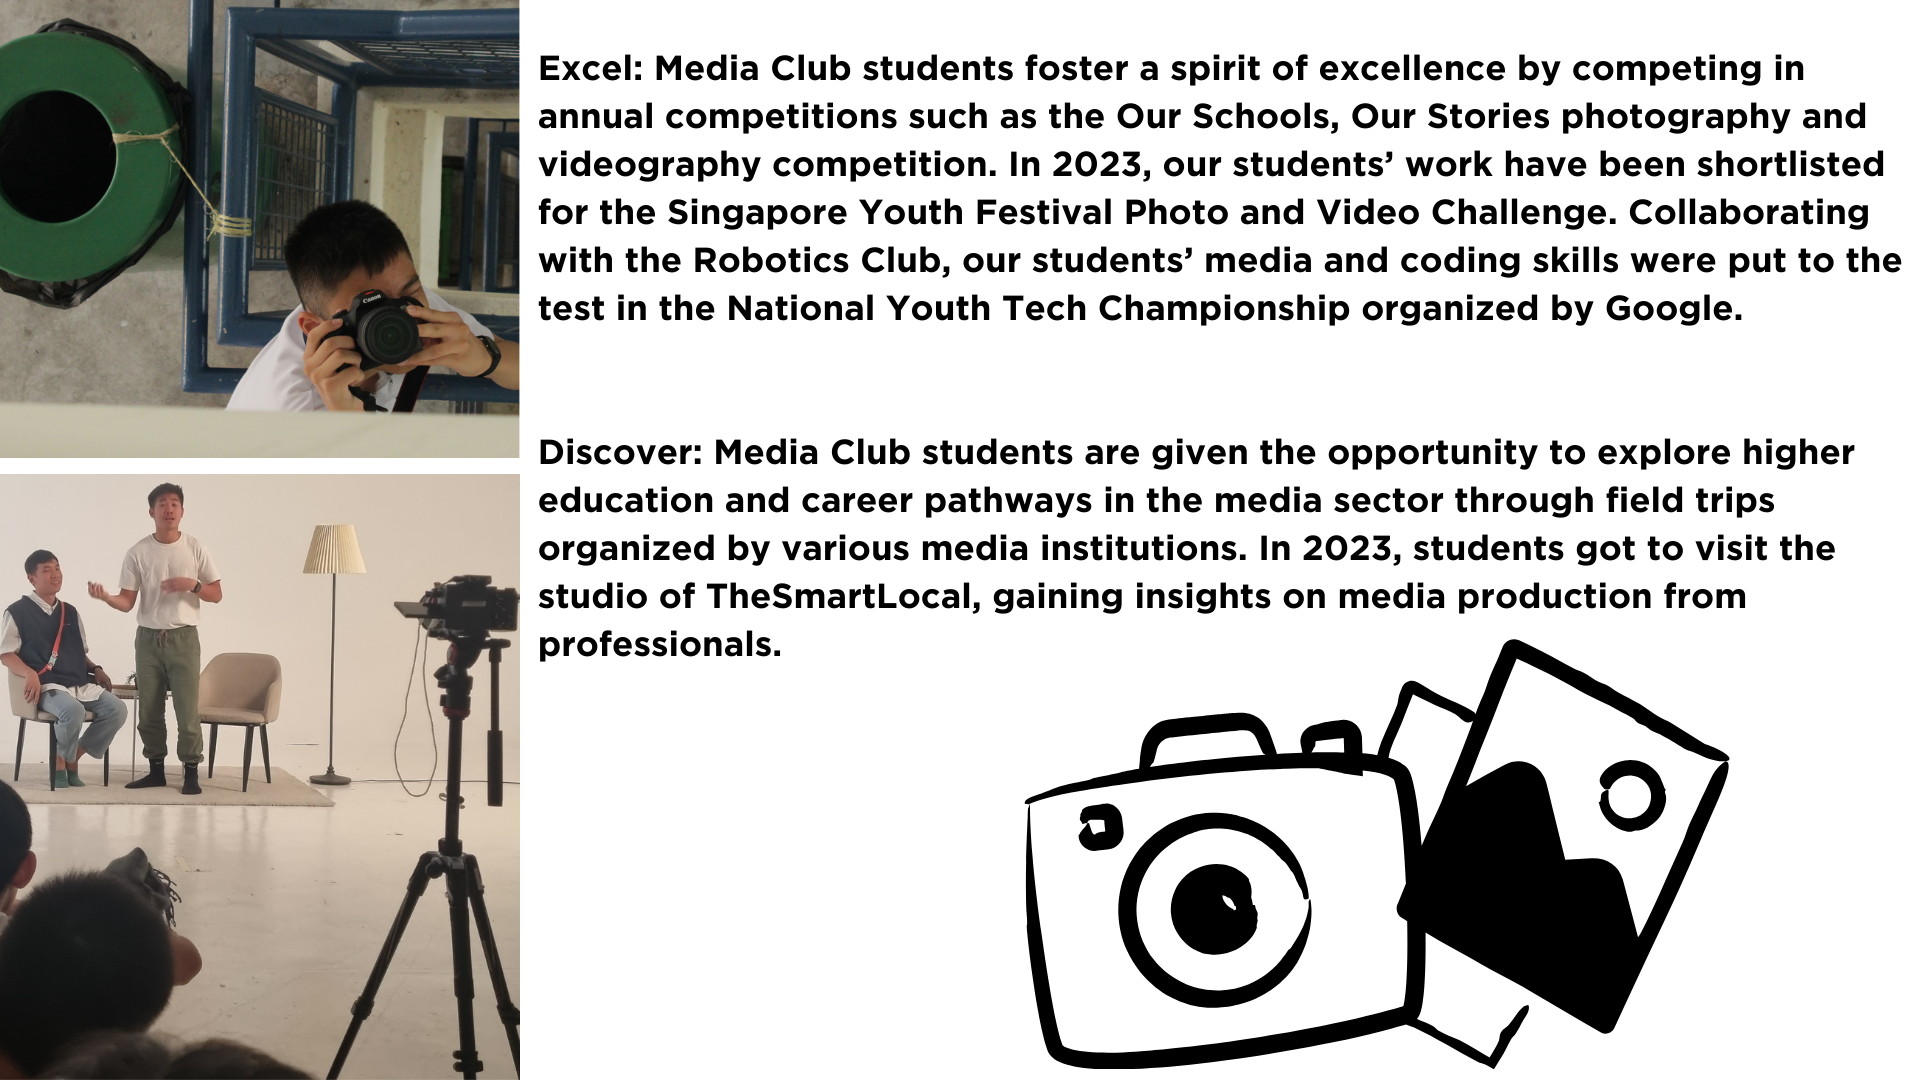 Canon
Excel: Media Club students foster a spirit of excellence by competing in
annual competitions such as the Our Schools, Our Stories photography and
videography competition. In 2023, our students’ work have been shortlisted
for the Singapore Youth Festival Photo and Video Challenge. Collaborating
with the Robotics Club, our students’ media and coding skills were put to the
test in the National Youth Tech Championship organized by Google.
Discover: Media Club students are given the opportunity to explore higher
education and career pathways in the media sector through field trips
organized by various media institutions. In 2023, students got to visit the
studio of TheSmartLocal, gaining insights on media production from
professionals.